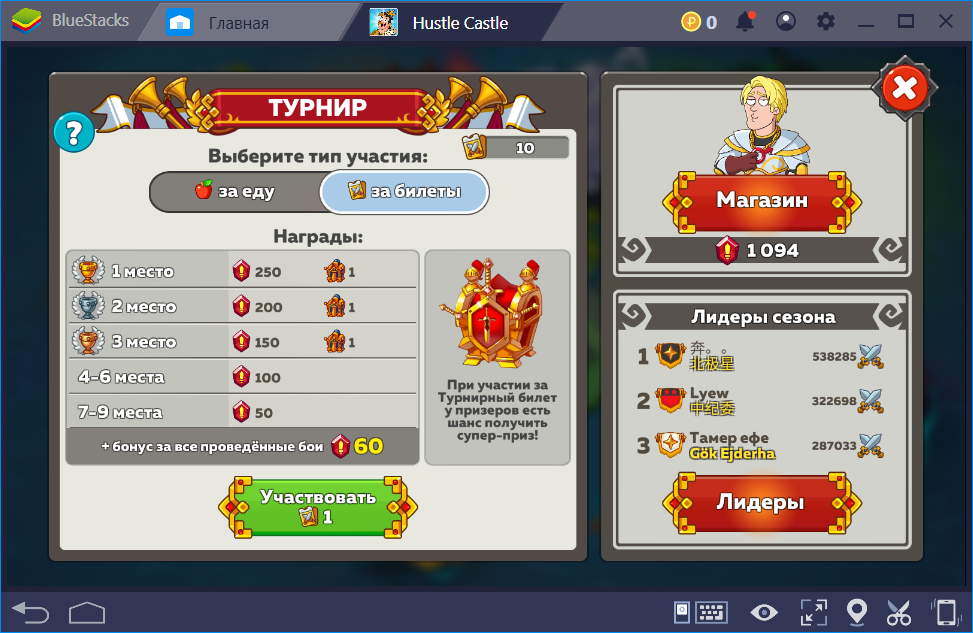 BlueStacks
Главная
Hustle Castle
0
ТУРНИР
?
10
Выберите тип участия:
за еду
за билеты
Награды:
1 место 250 1
2 место 200 1
3 место 150 1
4-6 места 100
7-9 места 50
+ бонус за все проведённые бои 60
При участии за
Турнирный билет
у призеров есть
шанс получить
супер-приз!
Участвовать
1
Магазин
1 094
Лидеры сезона
1 奔。。 538285
北极星
2 Lyew 322698
中纪委
3 Тамер ефе 287033
Gök Ejderha
Лидеры